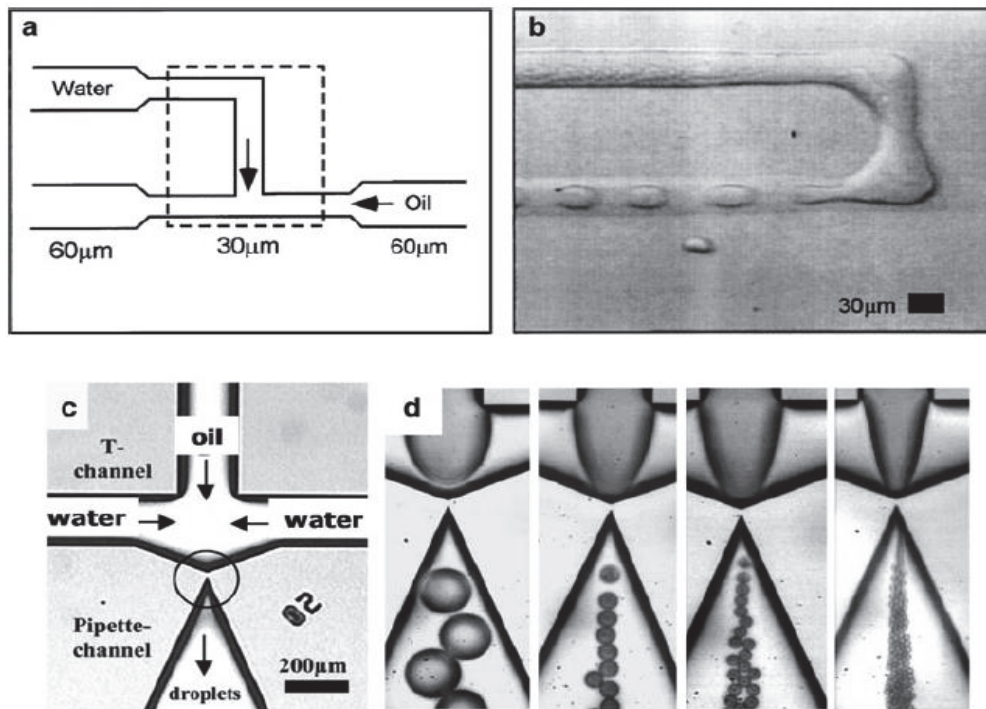 a
Water
Oil
60μm
30μm
60μm
b
30μm
c
oil
T-
channel
water
water
Pipette-
channel
200μm
droplets
d